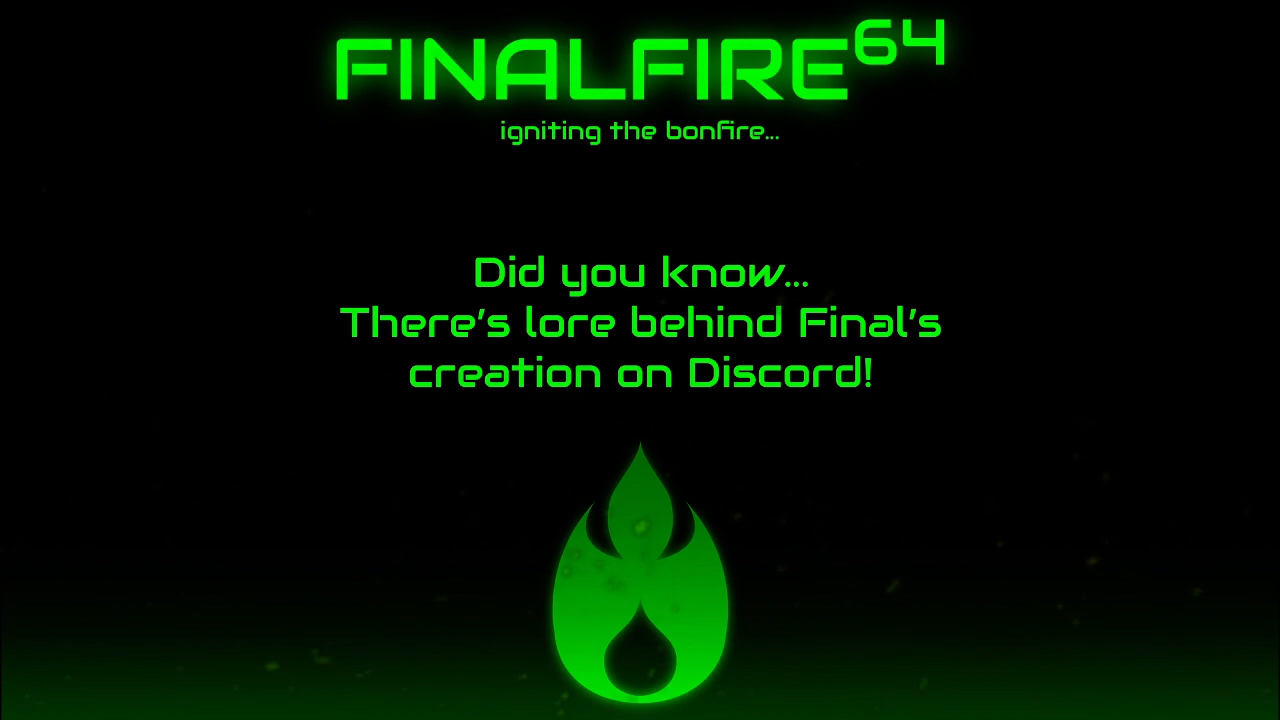 FINALFIRE⁶⁴
igniting the bonfire...
Did you know...
There's lore behind Final's
creation on Discord!